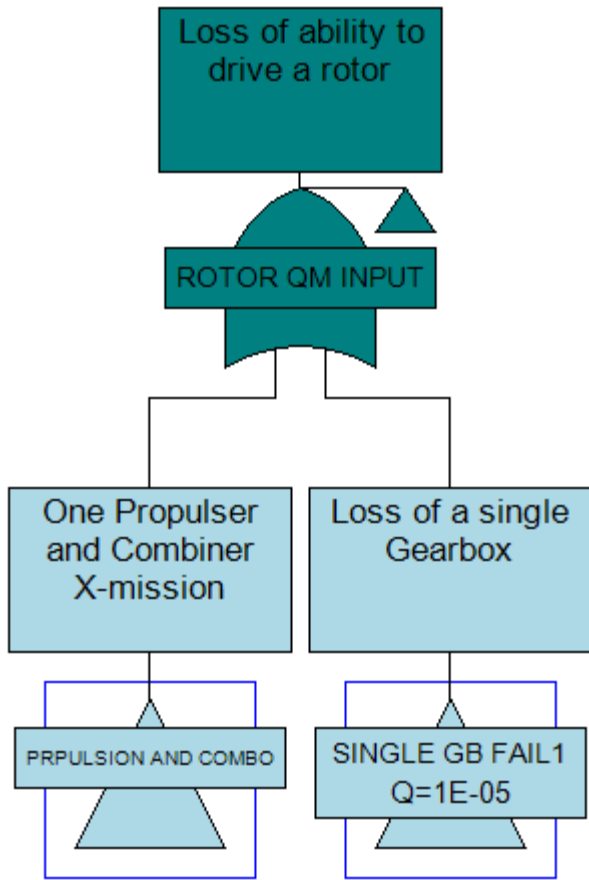 Loss of ability to
drive a rotor
ROTOR QM INPUT
One Propulser
and Combiner
X-mission
Loss of a single
Gearbox
PRPULSION AND COMBO
SINGLE GB FAIL1
Q=1E-05